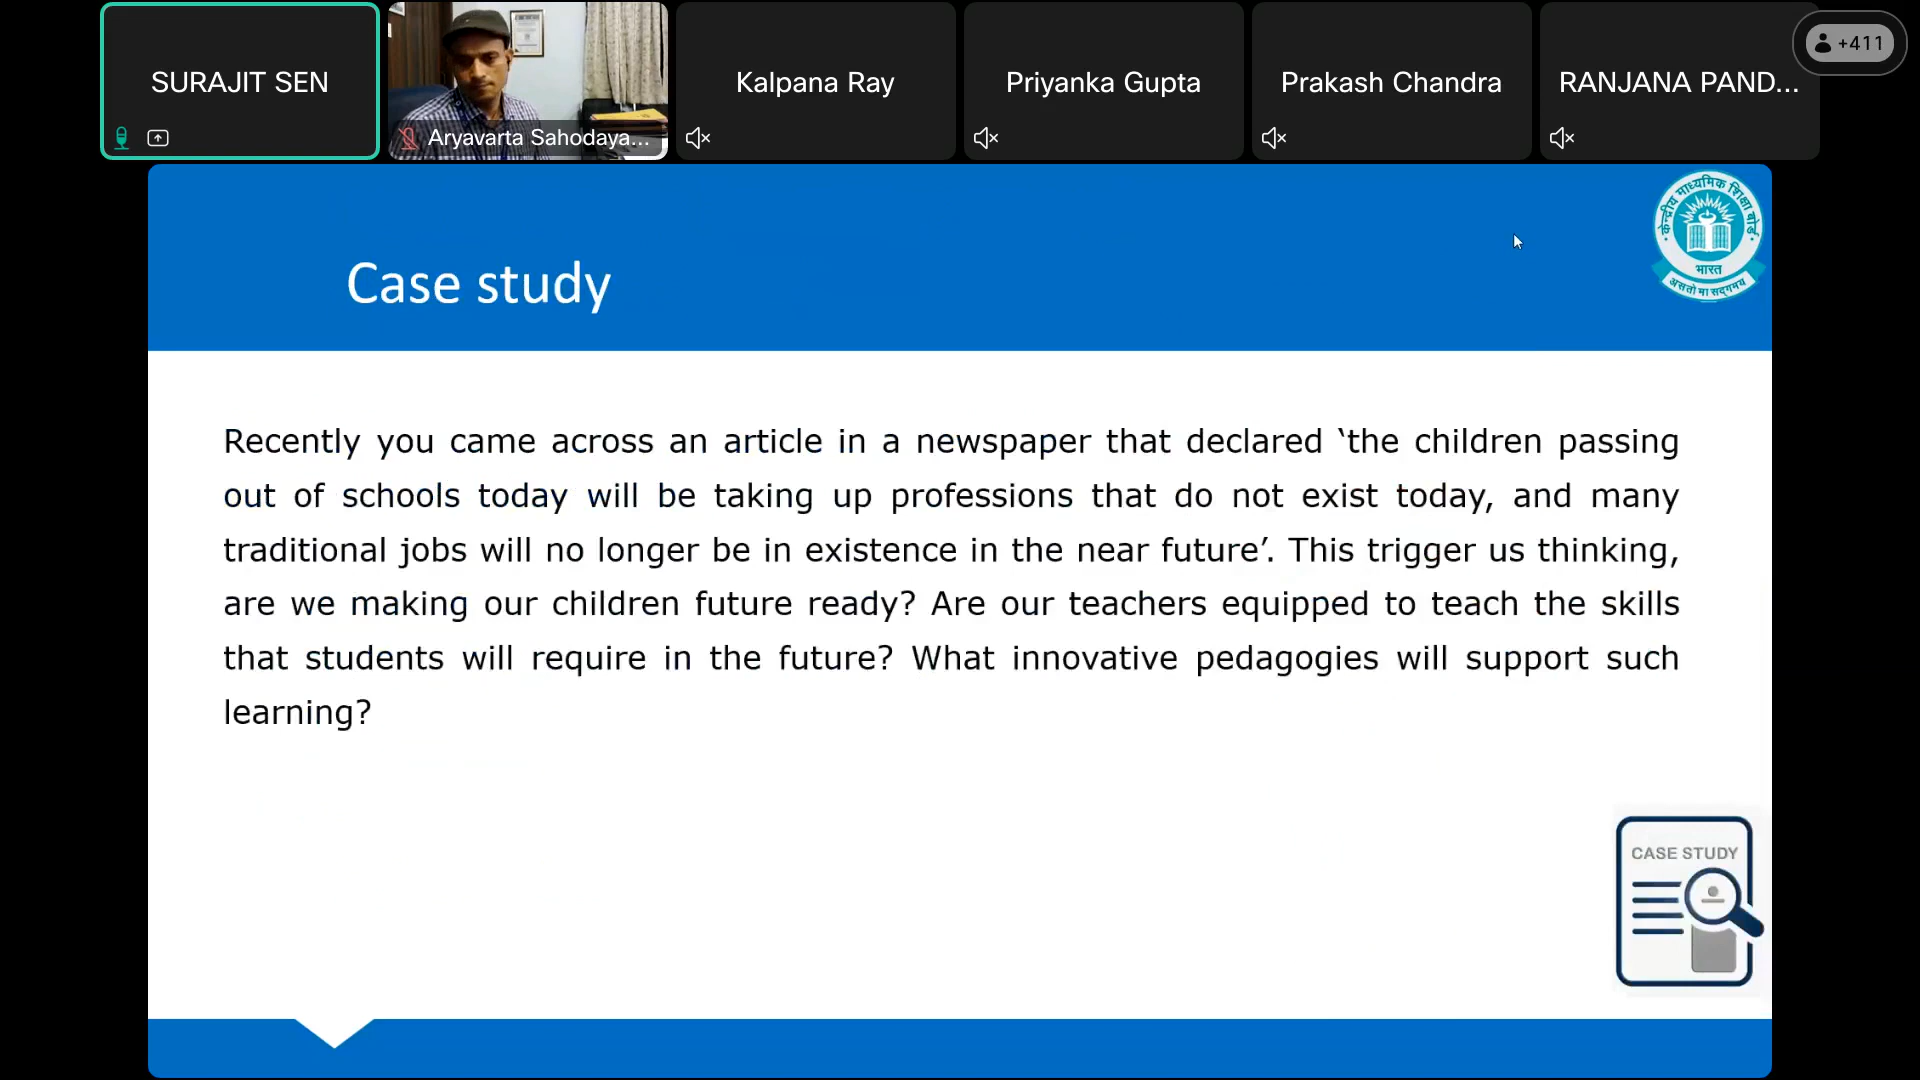 SURAJIT SEN
Aryavarta Sahodaya...
Kalpana Ray
Priyanka Gupta
Prakash Chandra
RANJANA PAND...
+411
Case study
केन्द्रीय माध्यमिक शिक्षा बोर्ड
भारत
असतो मा सद्गमय
Recently you came across an article in a newspaper that declared ‘the children passing
out of schools today will be taking up professions that do not exist today, and many
traditional jobs will no longer be in existence in the near future’. This trigger us thinking,
are we making our children future ready? Are our teachers equipped to teach the skills
that students will require in the future? What innovative pedagogies will support such
learning?
CASE STUDY